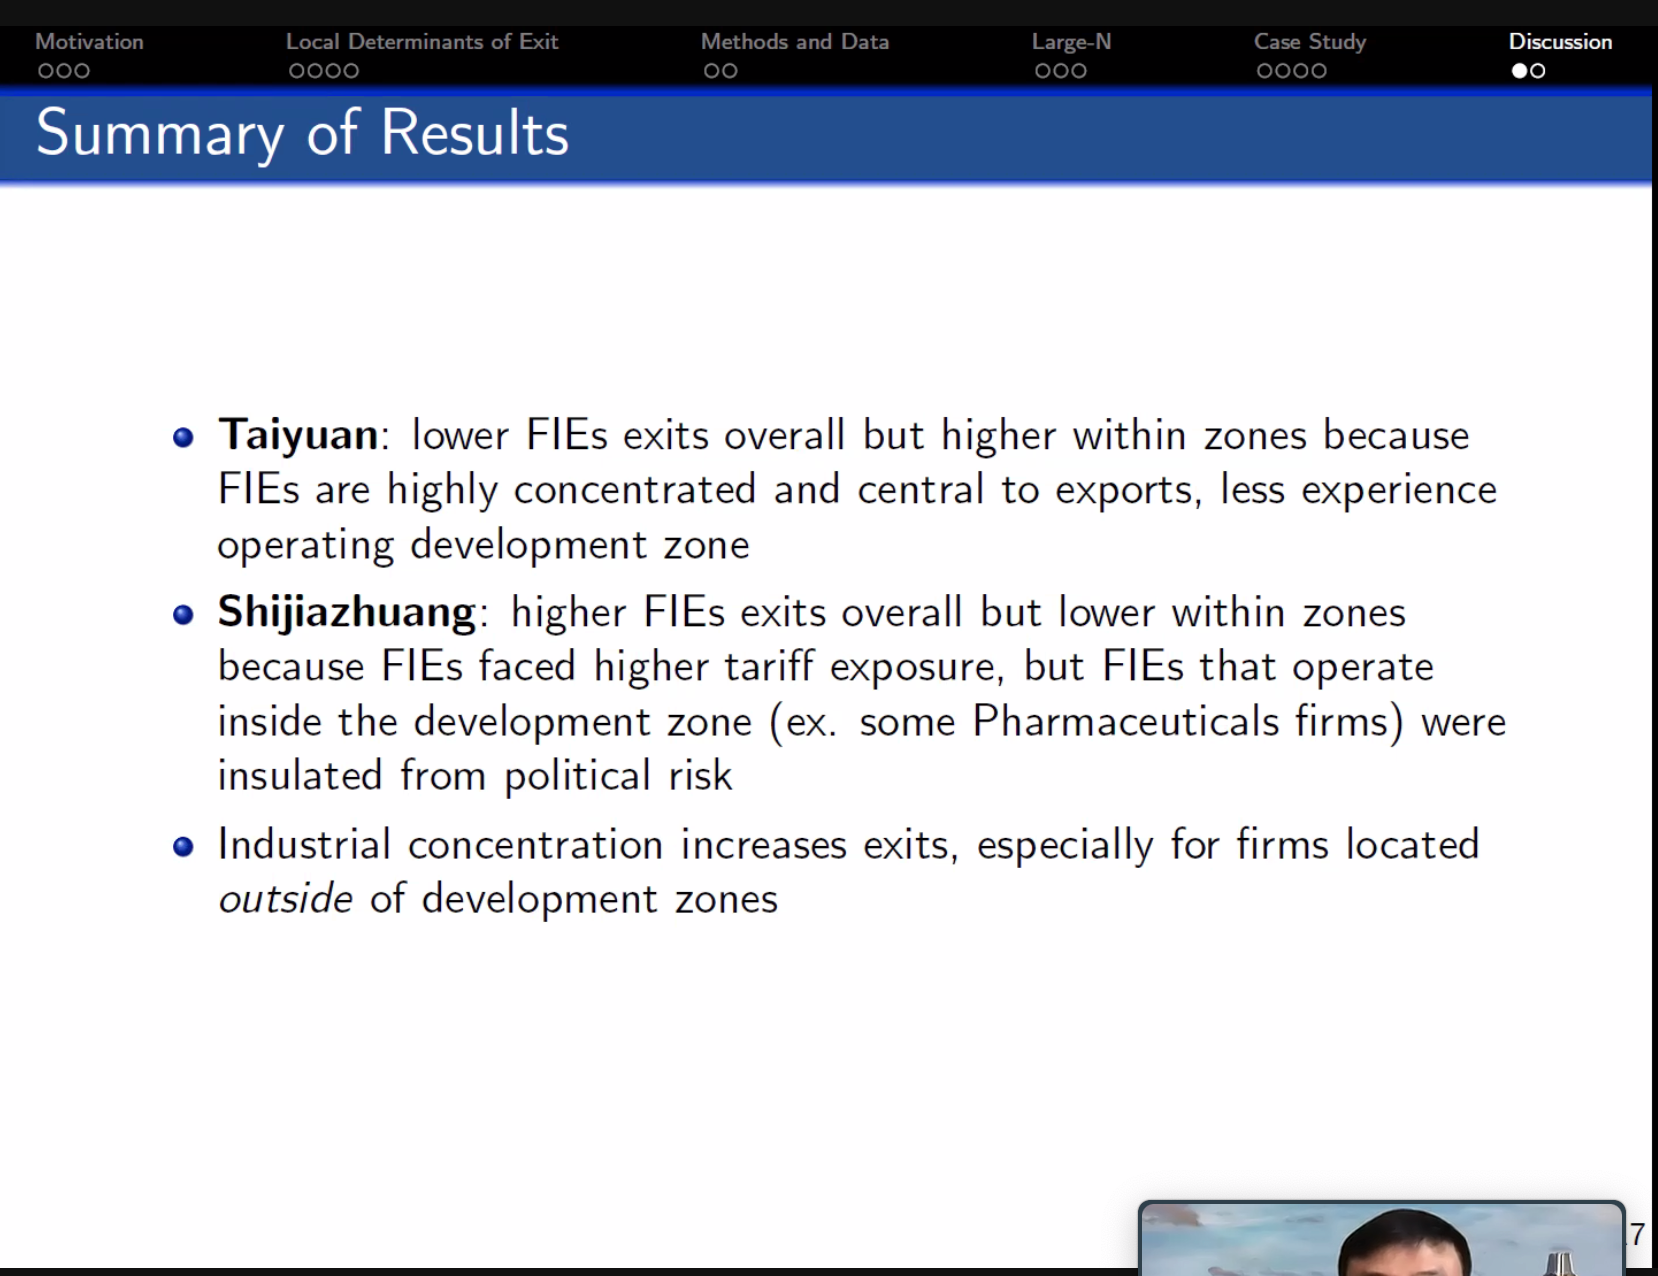 Motivation
Local Determinants of Exit
Methods and Data
Large-N
Case Study
Discussion
Summary of Results
Taiyuan: lower FIEs exits overall but higher within zones because
FIEs are highly concentrated and central to exports, less experience
operating development zone
Shijiazhuang: higher FIEs exits overall but lower within zones
because FIEs faced higher tariff exposure, but FIEs that operate
inside the development zone (ex. some Pharmaceuticals firms) were
insulated from political risk
Industrial concentration increases exits, especially for firms located
outside of development zones